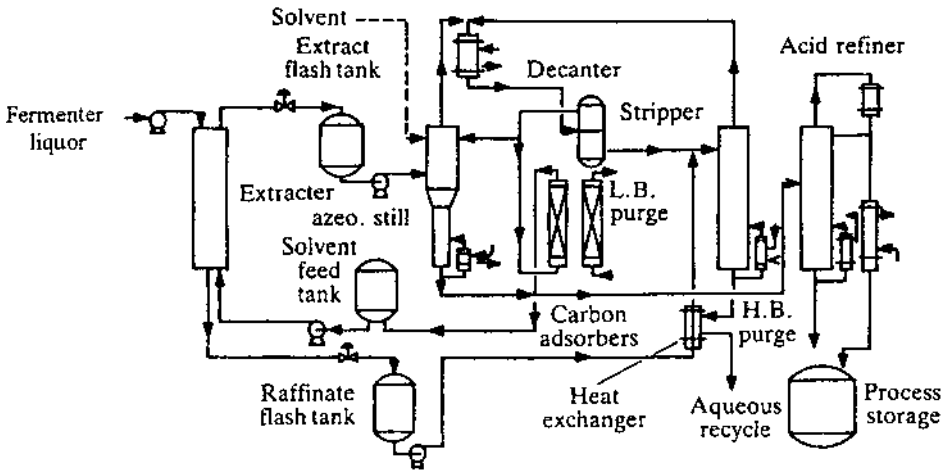 Solvent
Extract
flash tank
Acid refiner
Decanter
Fermenter
liquor
Stripper
Extracter
azeo. still
L.B.
purge
Solvent
feed
tank
Carbon
adsorbers
H.B.
purge
Raffinate
flash tank
Heat
exchanger
Aqueous
recycle
Process
storage